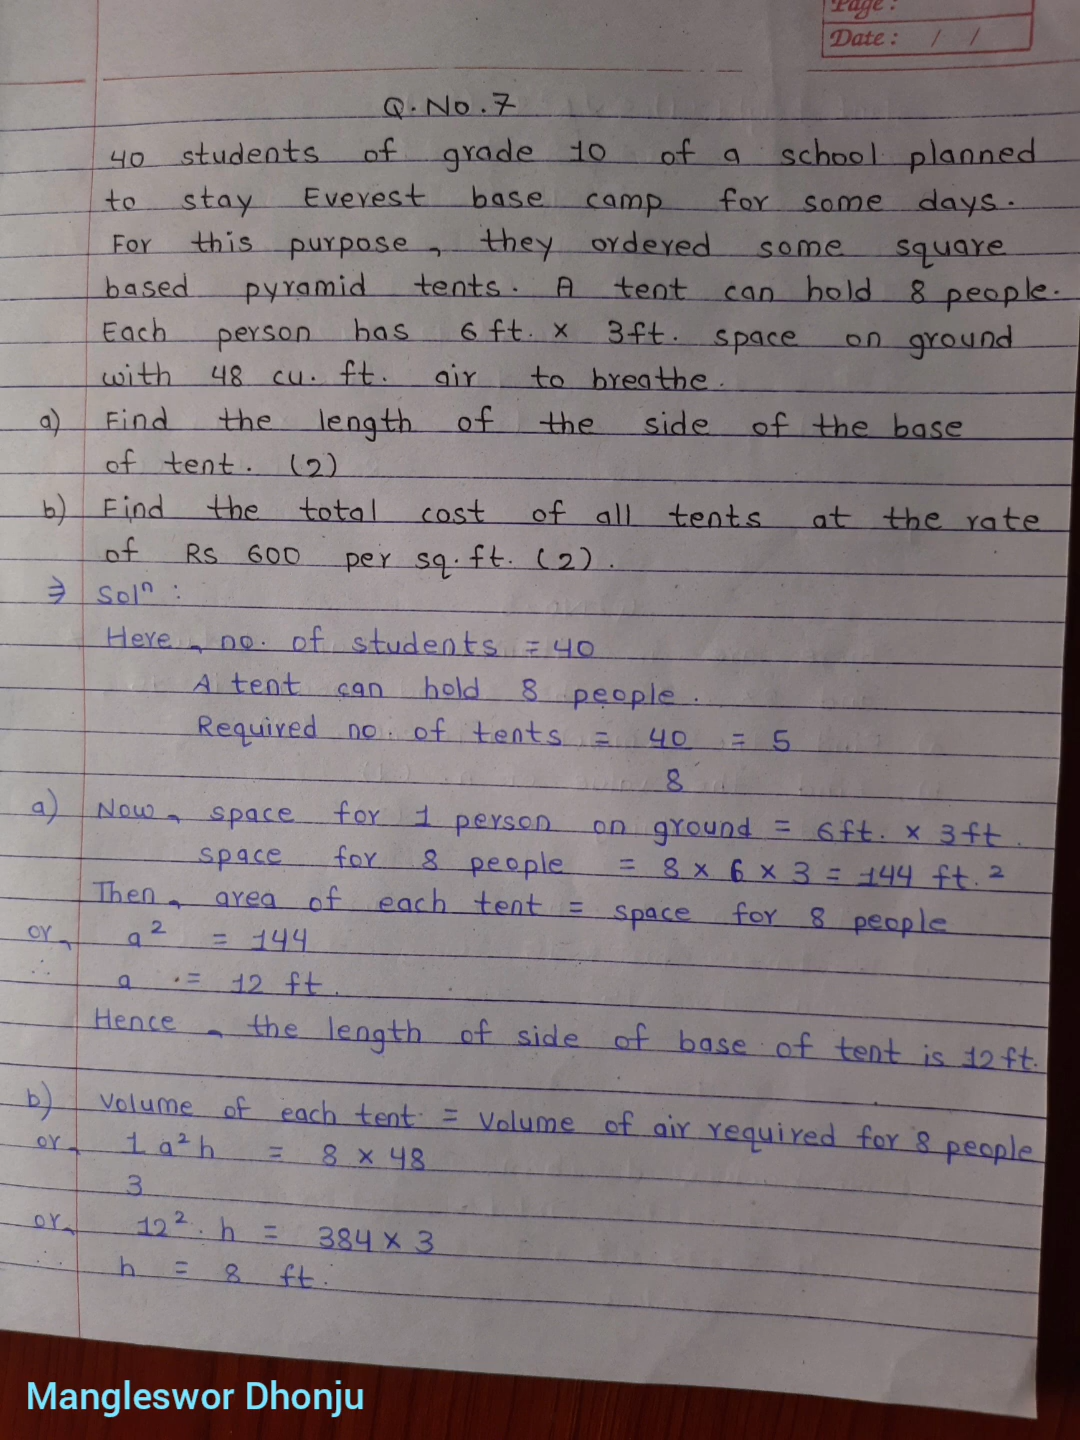 Page:
Date: / /
Q.No.7
40 students of grade 10 of a school planned
to stay Everest base camp for some days.
For this purpose, they ordered some square
based pyramid tents. A tent can hold 8 people.
Each person has 6 ft. × 3ft. space on ground
with 48 cu. ft. air to breathe.
a) Find the length of the side of the base
of tent. (2)
b) Find the total cost of all tents at the rate
of RS 600 per sq.ft. (2).
⇒ Solⁿ :
Here, no. of students = 40
A tent can hold 8 people.
Required no. of tents = 40 = 5
8
a) Now, space for 1 person on ground = 6ft. × 3ft.
space for 8 people = 8 × 6 × 3 = 144 ft.²
Then, area of each tent = space for 8 people
or, a² = 144
∴ a = 12 ft.
Hence, the length of side of base of tent is 12ft.
b) Volume of each tent = Volume of air required for 8 people
or, 1 a²h = 8 × 48
3
or, 12².h = 384 × 3
∴ h = 8 ft.
Mangleswor Dhonju